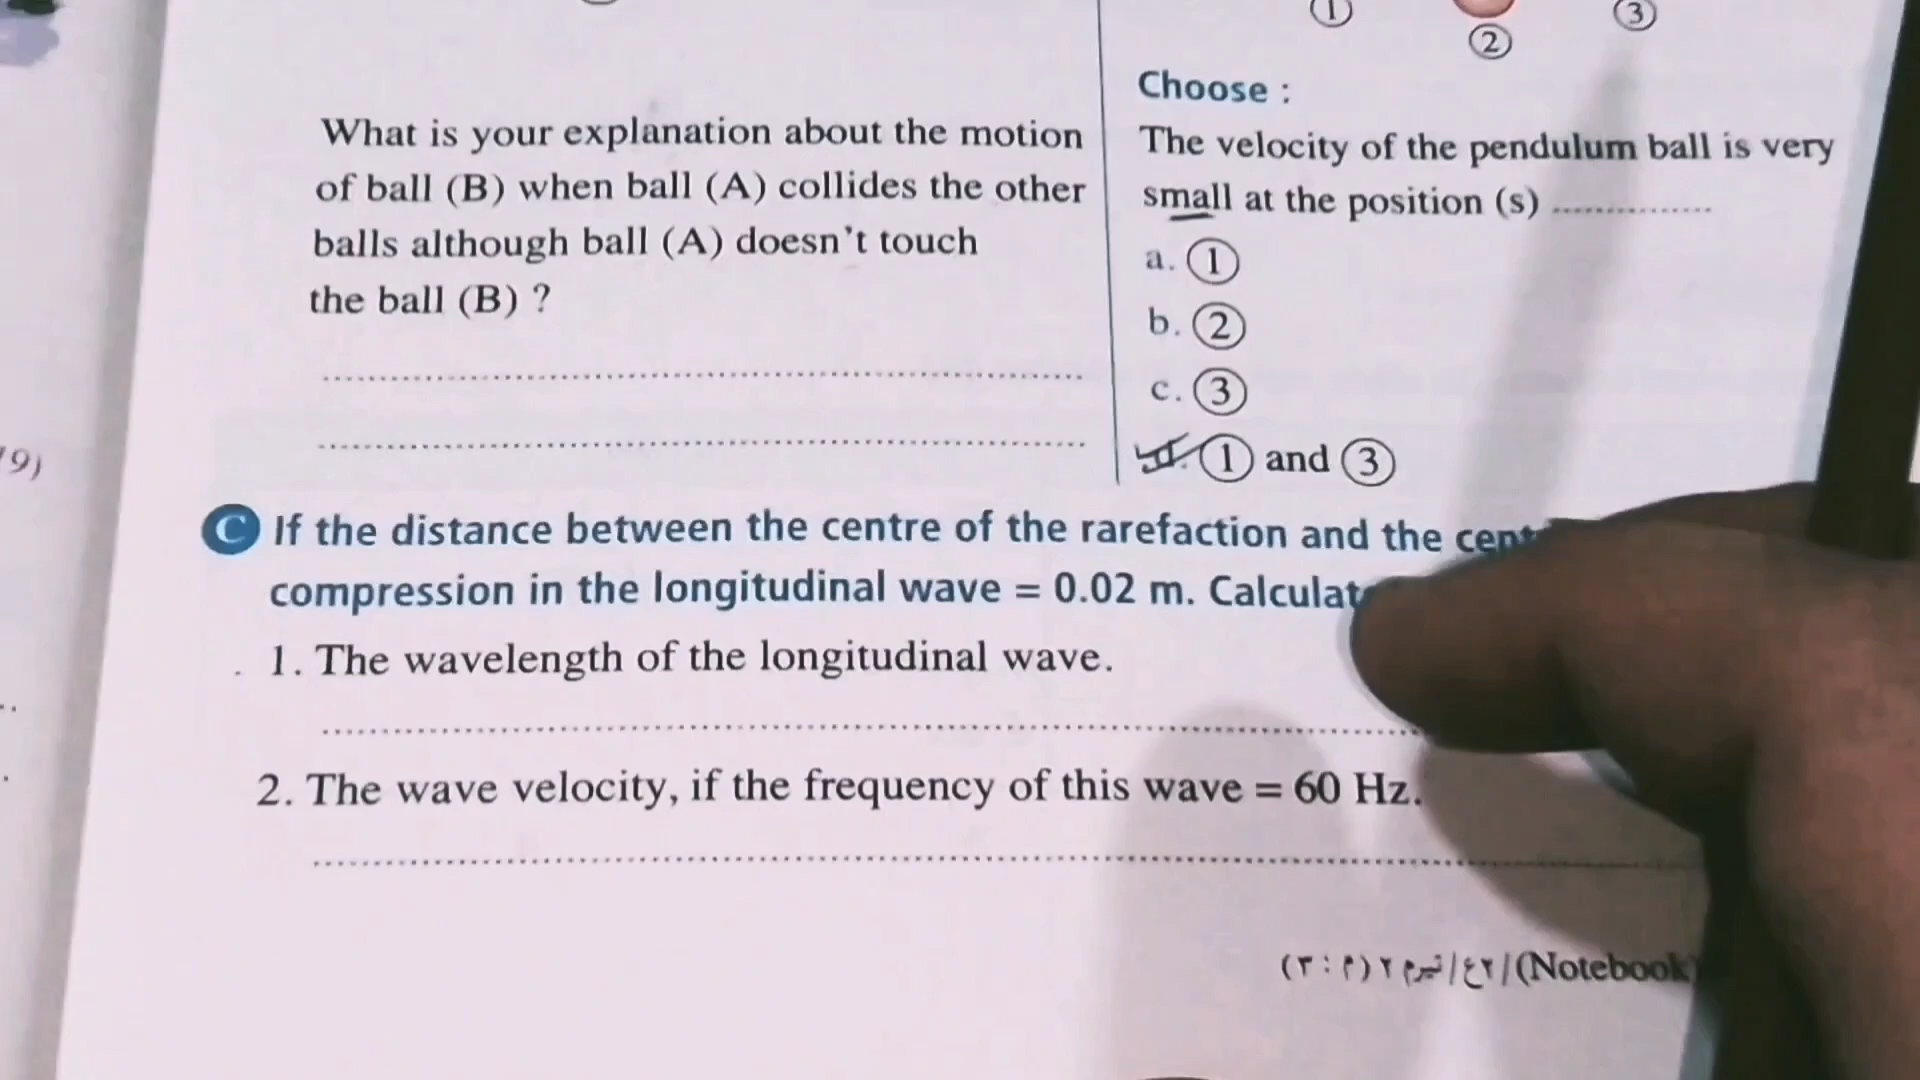 What is your explanation about the motion
of ball (B) when ball (A) collides the other
balls although ball (A) doesn't touch
the ball (B) ?
① ② ③
Choose :
The velocity of the pendulum ball is very
small at the position (s) ...............
a. ①
b. ②
c. ③
d. ① and ③
C If the distance between the centre of the rarefaction and the
compression in the longitudinal wave = 0.02 m.
1. The wavelength of the longitudinal wave.
2. The wave velocity, if the frequency of this wave = 60 Hz.
(Notebook)
9)